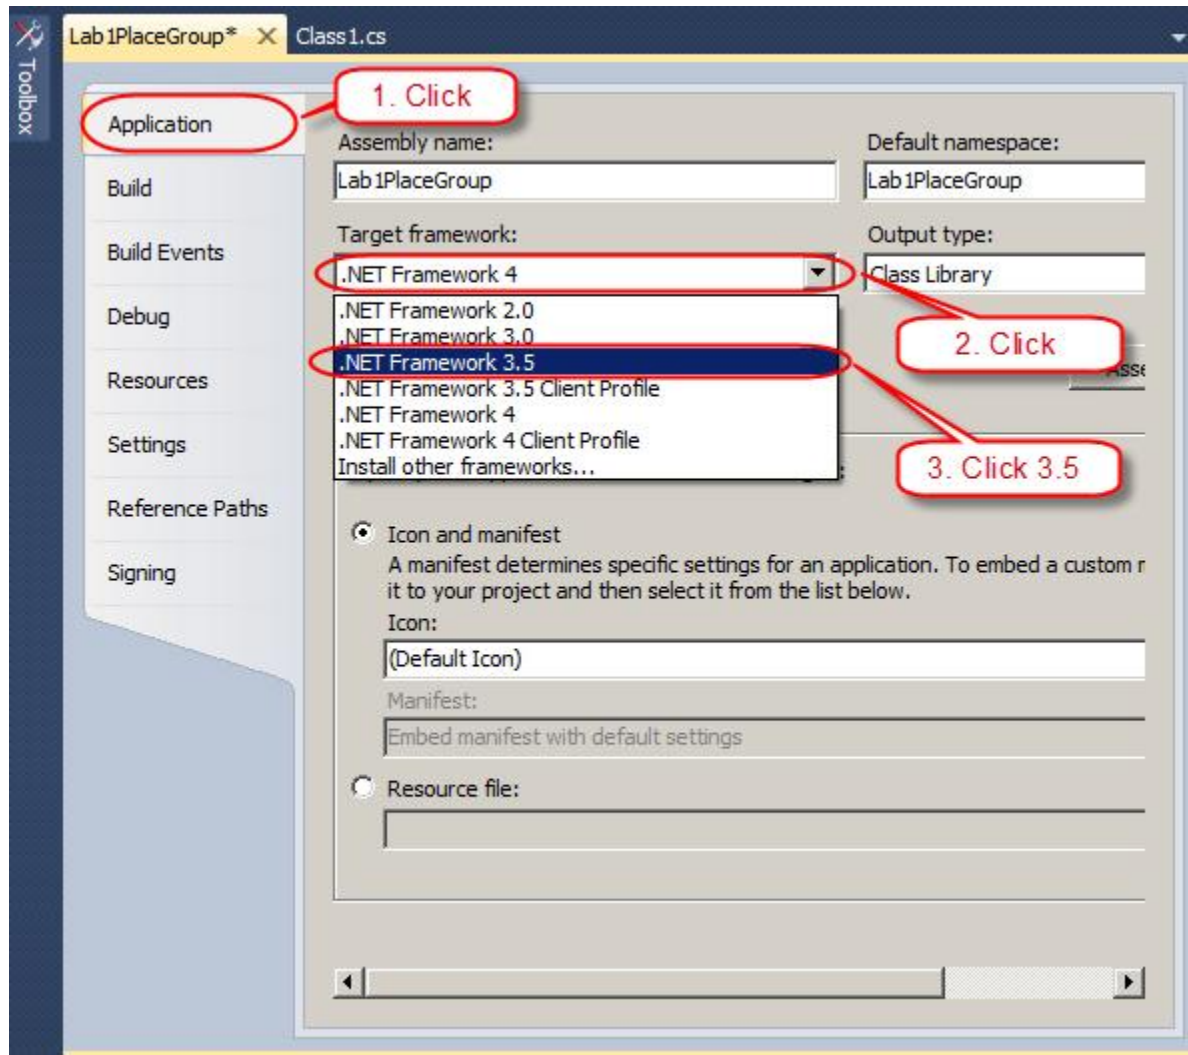 Lab1PlaceGroup* X Class1.cs
Toolbox
1. Click
Application
Assembly name:
Default namespace:
Lab1PlaceGroup
Lab1PlaceGroup
Build
Target framework:
Output type:
Build Events
.NET Framework 4
Class Library
.NET Framework 2.0
Debug
.NET Framework 3.0
2. Click
.NET Framework 3.5
Resources
Asse
.NET Framework 3.5 Client Profile
.NET Framework 4
Settings
.NET Framework 4 Client Profile
Install other frameworks...
3. Click 3.5
Reference Paths
Icon and manifest
A manifest determines specific settings for an application. To embed a custom
it to your project and then select it from the list below.
Signing
Icon:
(Default Icon)
Manifest:
Embed manifest with default settings
Resource file: